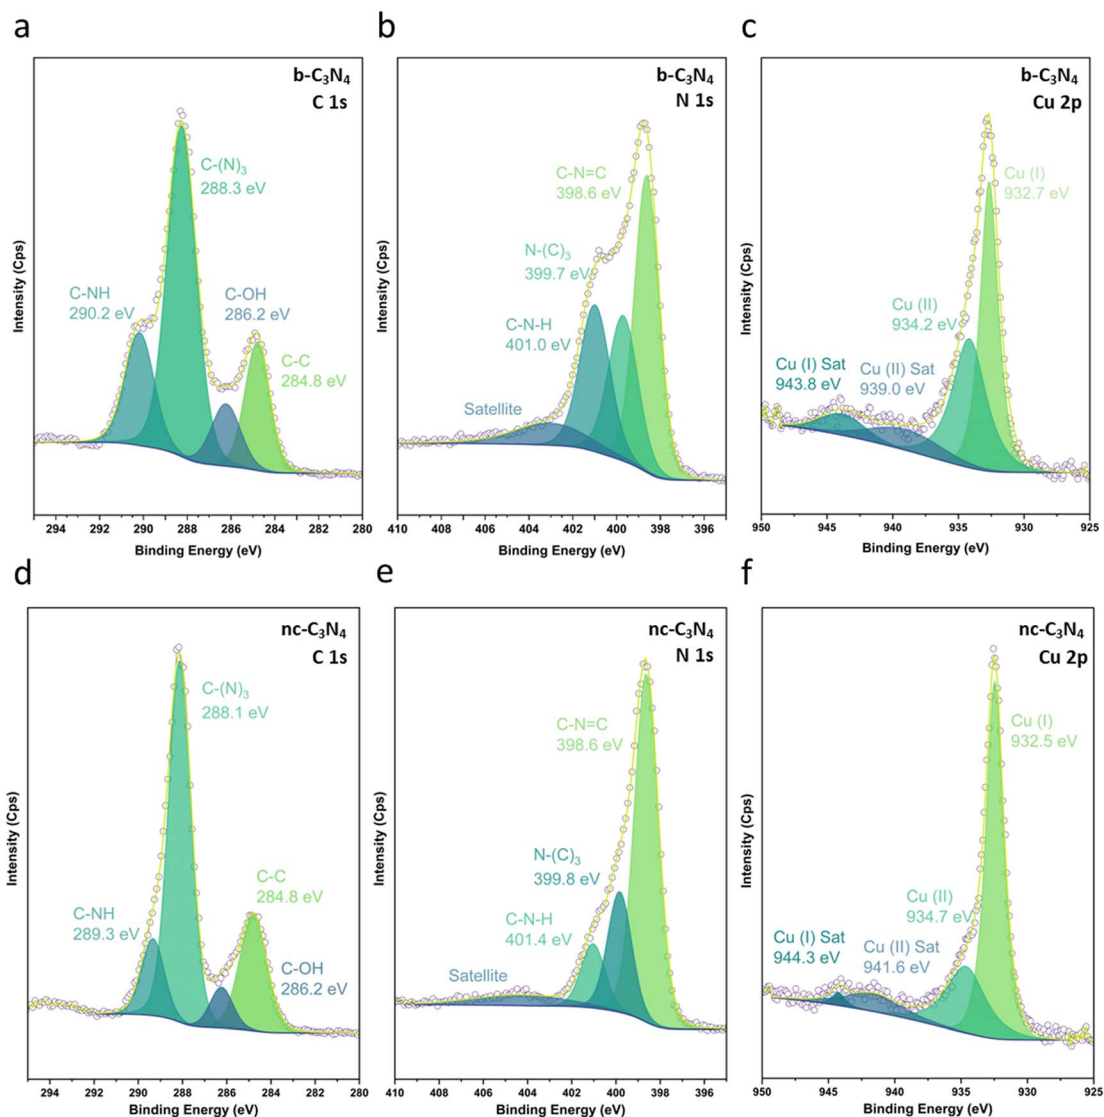 a
b-C₃N₄
C 1s
C-(N)₃
288.3 eV
C-NH
290.2 eV
C-OH
286.2 eV
C-C
284.8 eV
Intensity (Cps)
294 292 290 288 286 284 282 280
Binding Energy (eV)
b
b-C₃N₄
N 1s
C-N=C
398.6 eV
N-(C)₃
399.7 eV
C-N-H
401.0 eV
Satellite
Intensity (Cps)
410 408 406 404 402 400 398 396
Binding Energy (eV)
c
b-C₃N₄
Cu 2p
Cu (I)
932.7 eV
Cu (II)
934.2 eV
Cu (I) Sat
943.8 eV
Cu (II) Sat
939.0 eV
Intensity (Cps)
950 945 940 935 930 925
Binding Energy (eV)
d
nc-C₃N₄
C 1s
C-(N)₃
288.1 eV
C-C
284.8 eV
C-NH
289.3 eV
C-OH
286.2 eV
Intensity (Cps)
294 292 290 288 286 284 282 280
Binding Energy (eV)
e
nc-C₃N₄
N 1s
C-N=C
398.6 eV
N-(C)₃
399.8 eV
C-N-H
401.4 eV
Satellite
Intensity (Cps)
410 408 406 404 402 400 398 396
Binding Energy (eV)
f
nc-C₃N₄
Cu 2p
Cu (I)
932.5 eV
Cu (II)
934.7 eV
Cu (I) Sat
944.3 eV
Cu (II) Sat
941.6 eV
Intensity (Cps)
950 945 940 935 930 925
Binding Energy (eV)